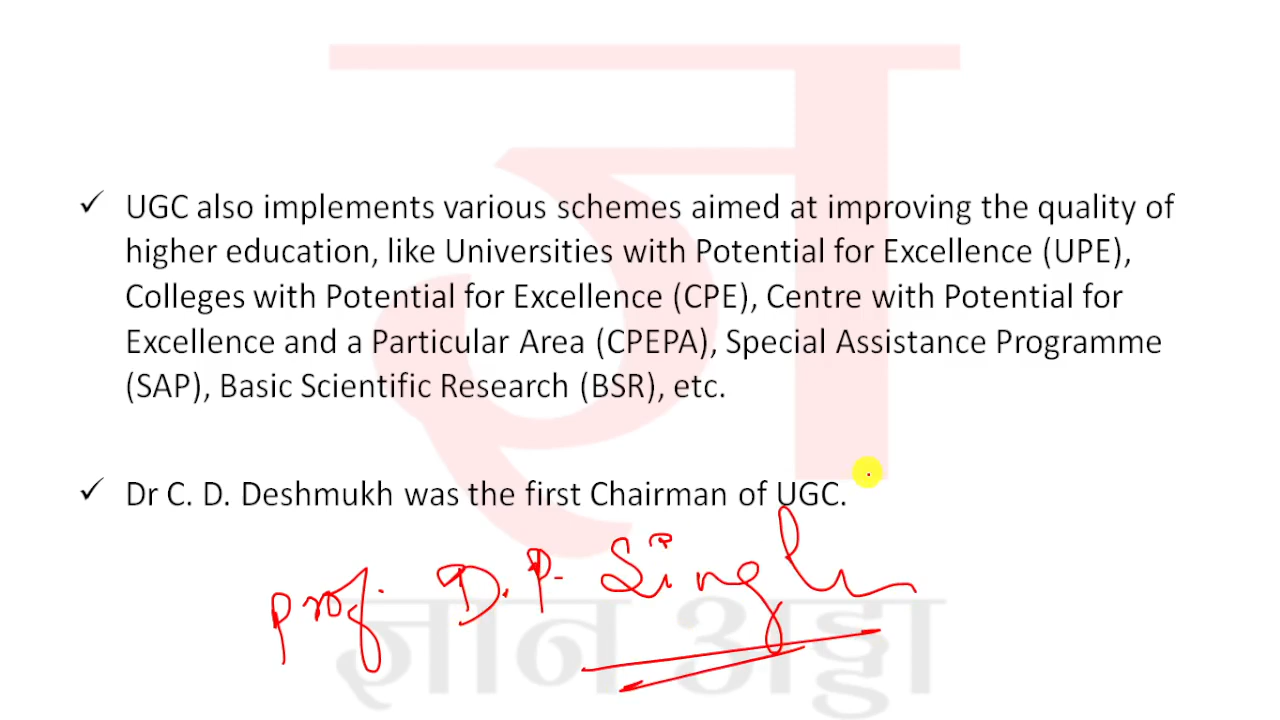 ✓ UGC also implements various schemes aimed at improving the quality of
higher education, like Universities with Potential for Excellence (UPE),
Colleges with Potential for Excellence (CPE), Centre with Potential for
Excellence and a Particular Area (CPEPA), Special Assistance Programme
(SAP), Basic Scientific Research (BSR), etc.
✓ Dr C. D. Deshmukh was the first Chairman of UGC.
Prof. D. P. Singh
ज्ञान अड्डा